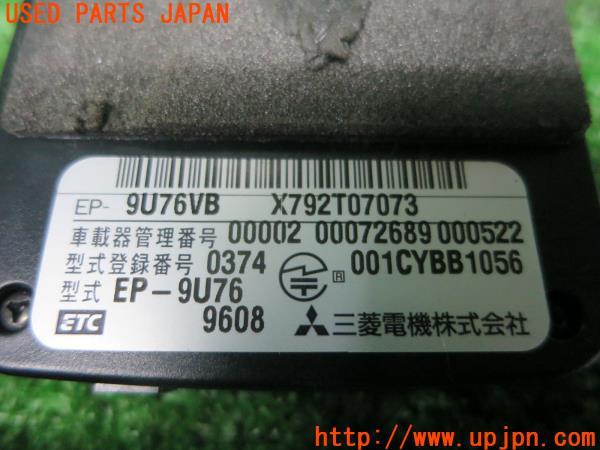 USED PARTS JAPAN
EP- 9U76VB X792T07073
車載器管理番号 00002 00072689 000522
型式登録番号 0374 R 001CYBB1056
型式 EP-9U76
ETC 9608 三菱電機株式会社
http://www.upjpn.com/